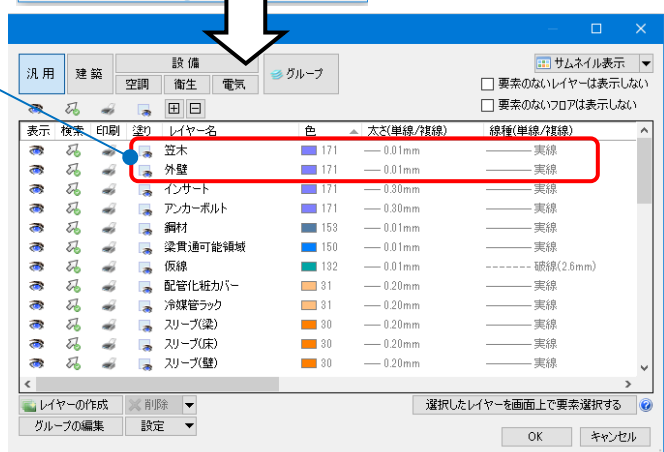 汎用 建築 設備 グループ サムネイル表示
空調 衛生 電気 要素のないレイヤーは表示しない
要素のないフロアは表示しない
表示 検索 印刷 塗り レイヤー名 色 太さ(単線/複線) 線種(単線/複線)
笠木 171 0.01mm 実線
外壁 171 0.01mm 実線
インサート 171 0.30mm 実線
アンカーボルト 171 0.30mm 実線
鋼材 153 0.01mm 実線
梁貫通可能領域 150 0.01mm 実線
仮線 132 0.01mm 破線(2.6mm)
配管化粧カバー 31 0.20mm 実線
冷媒管ラック 31 0.20mm 実線
スリーブ(梁) 30 0.20mm 実線
スリーブ(床) 30 0.20mm 実線
スリーブ(壁) 30 0.20mm 実線
レイヤーの作成 削除 選択したレイヤーを画面上で要素選択する
グループの編集 設定
OK キャンセル